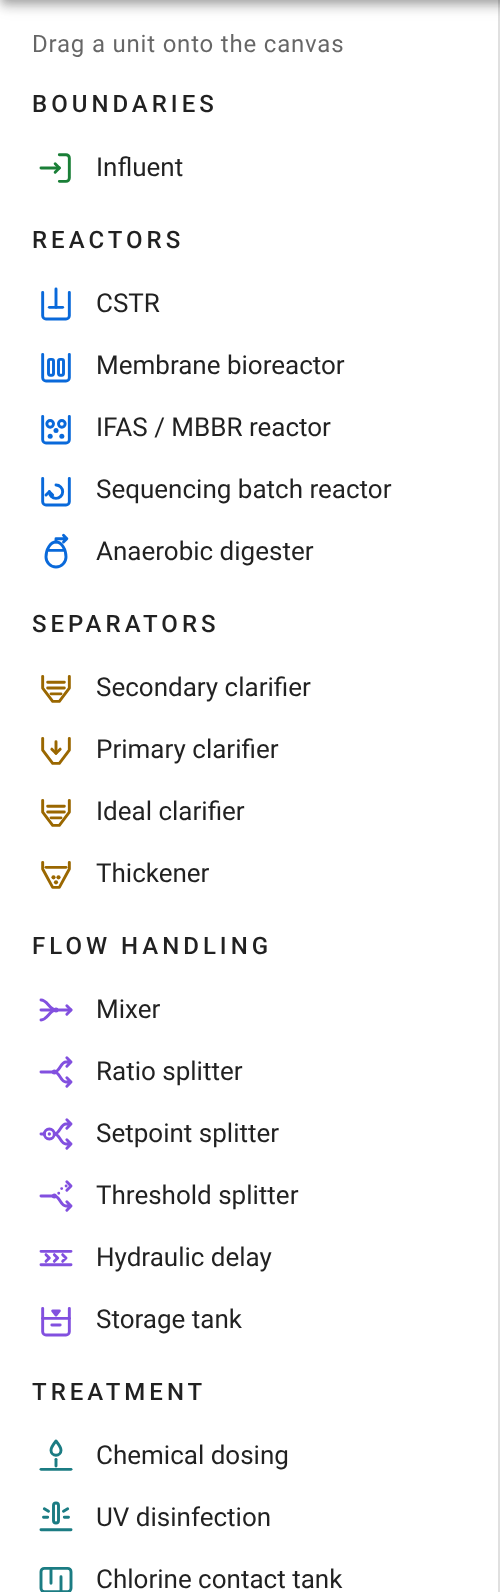 Drag a unit onto the canvas
BOUNDARIES
Influent
REACTORS
CSTR
Membrane bioreactor
IFAS / MBBR reactor
Sequencing batch reactor
Anaerobic digester
SEPARATORS
Secondary clarifier
Primary clarifier
Ideal clarifier
Thickener
FLOW HANDLING
Mixer
Ratio splitter
Setpoint splitter
Threshold splitter
Hydraulic delay
Storage tank
TREATMENT
Chemical dosing
UV disinfection
Chlorine contact tank